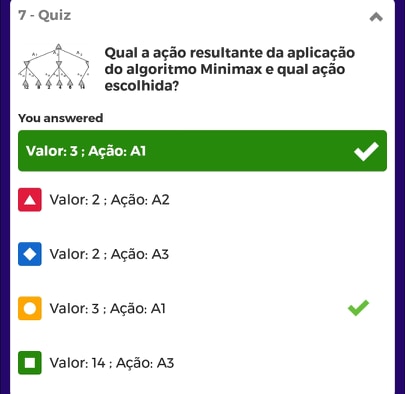 7 - Quiz
Qual a ação resultante da aplicação
do algoritmo Minimax e qual ação
escolhida?
You answered
Valor: 3 ; Ação: A1
Valor: 2 ; Ação: A2
Valor: 2 ; Ação: A3
Valor: 3 ; Ação: A1
Valor: 14 ; Ação: A3